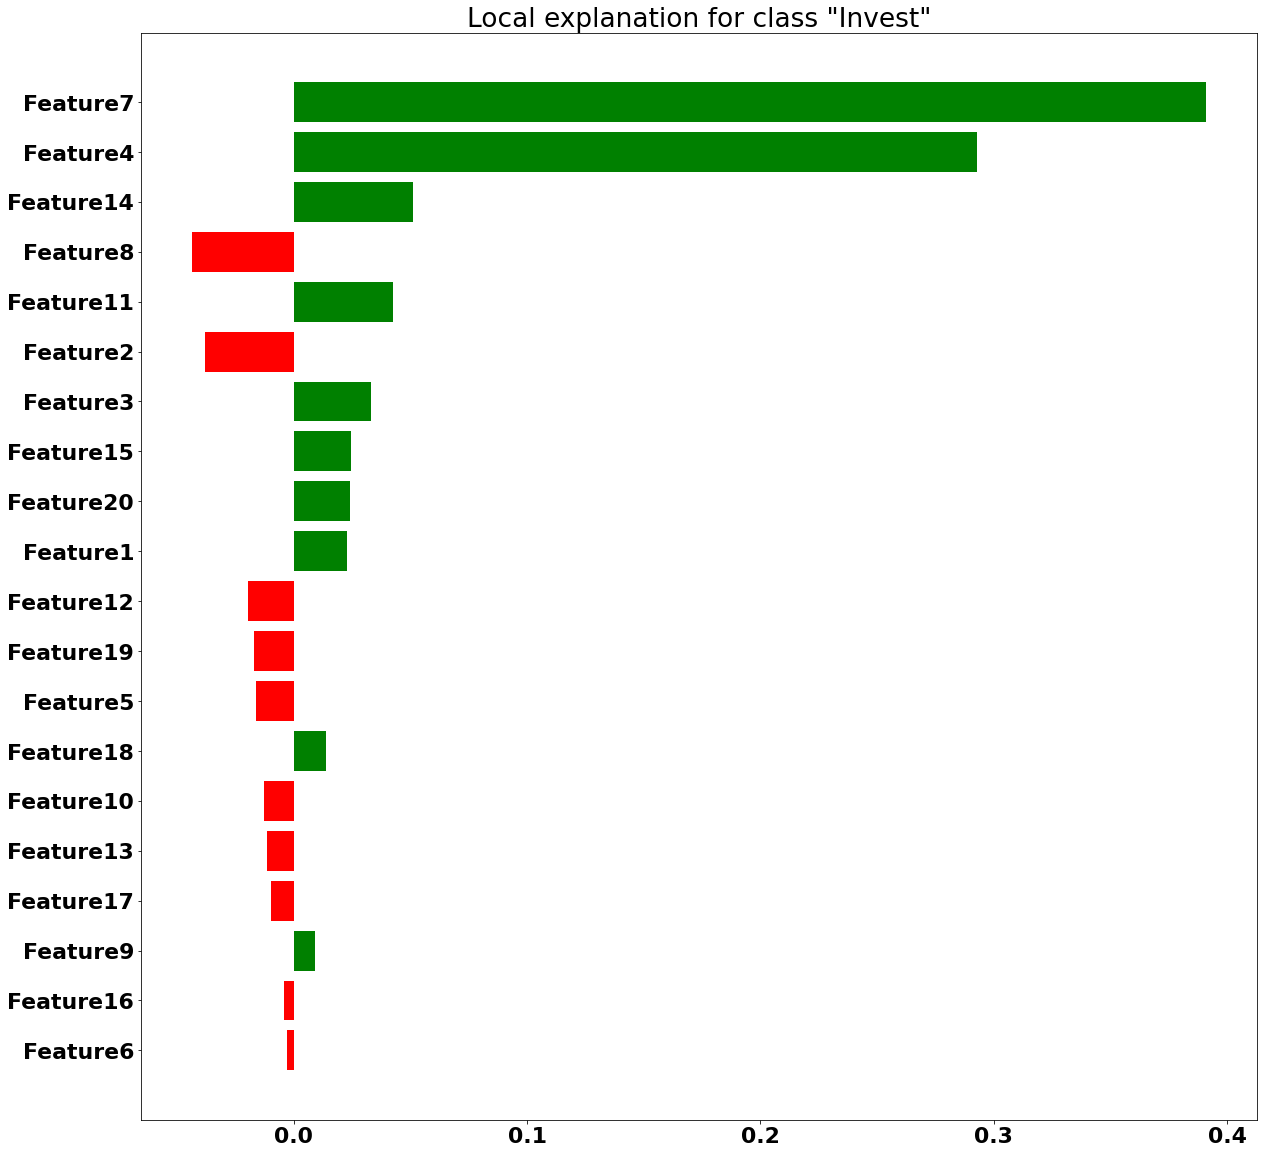 Local explanation for class "Invest"
Feature7
Feature4
Feature14
Feature8
Feature11
Feature2
Feature3
Feature15
Feature20
Feature1
Feature12
Feature19
Feature5
Feature18
Feature10
Feature13
Feature17
Feature9
Feature16
Feature6
0.0 0.1 0.2 0.3 0.4